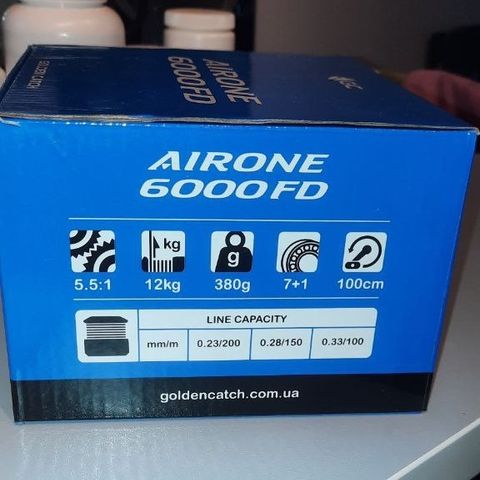 AIRONE
6000FD
GOLDEN CATCH
AIRONE
6000FD
kg
g
5.5:1 12kg 380g 7+1 100cm
LINE CAPACITY
mm/m 0.23/200 0.28/150 0.33/100
goldencatch.com.ua